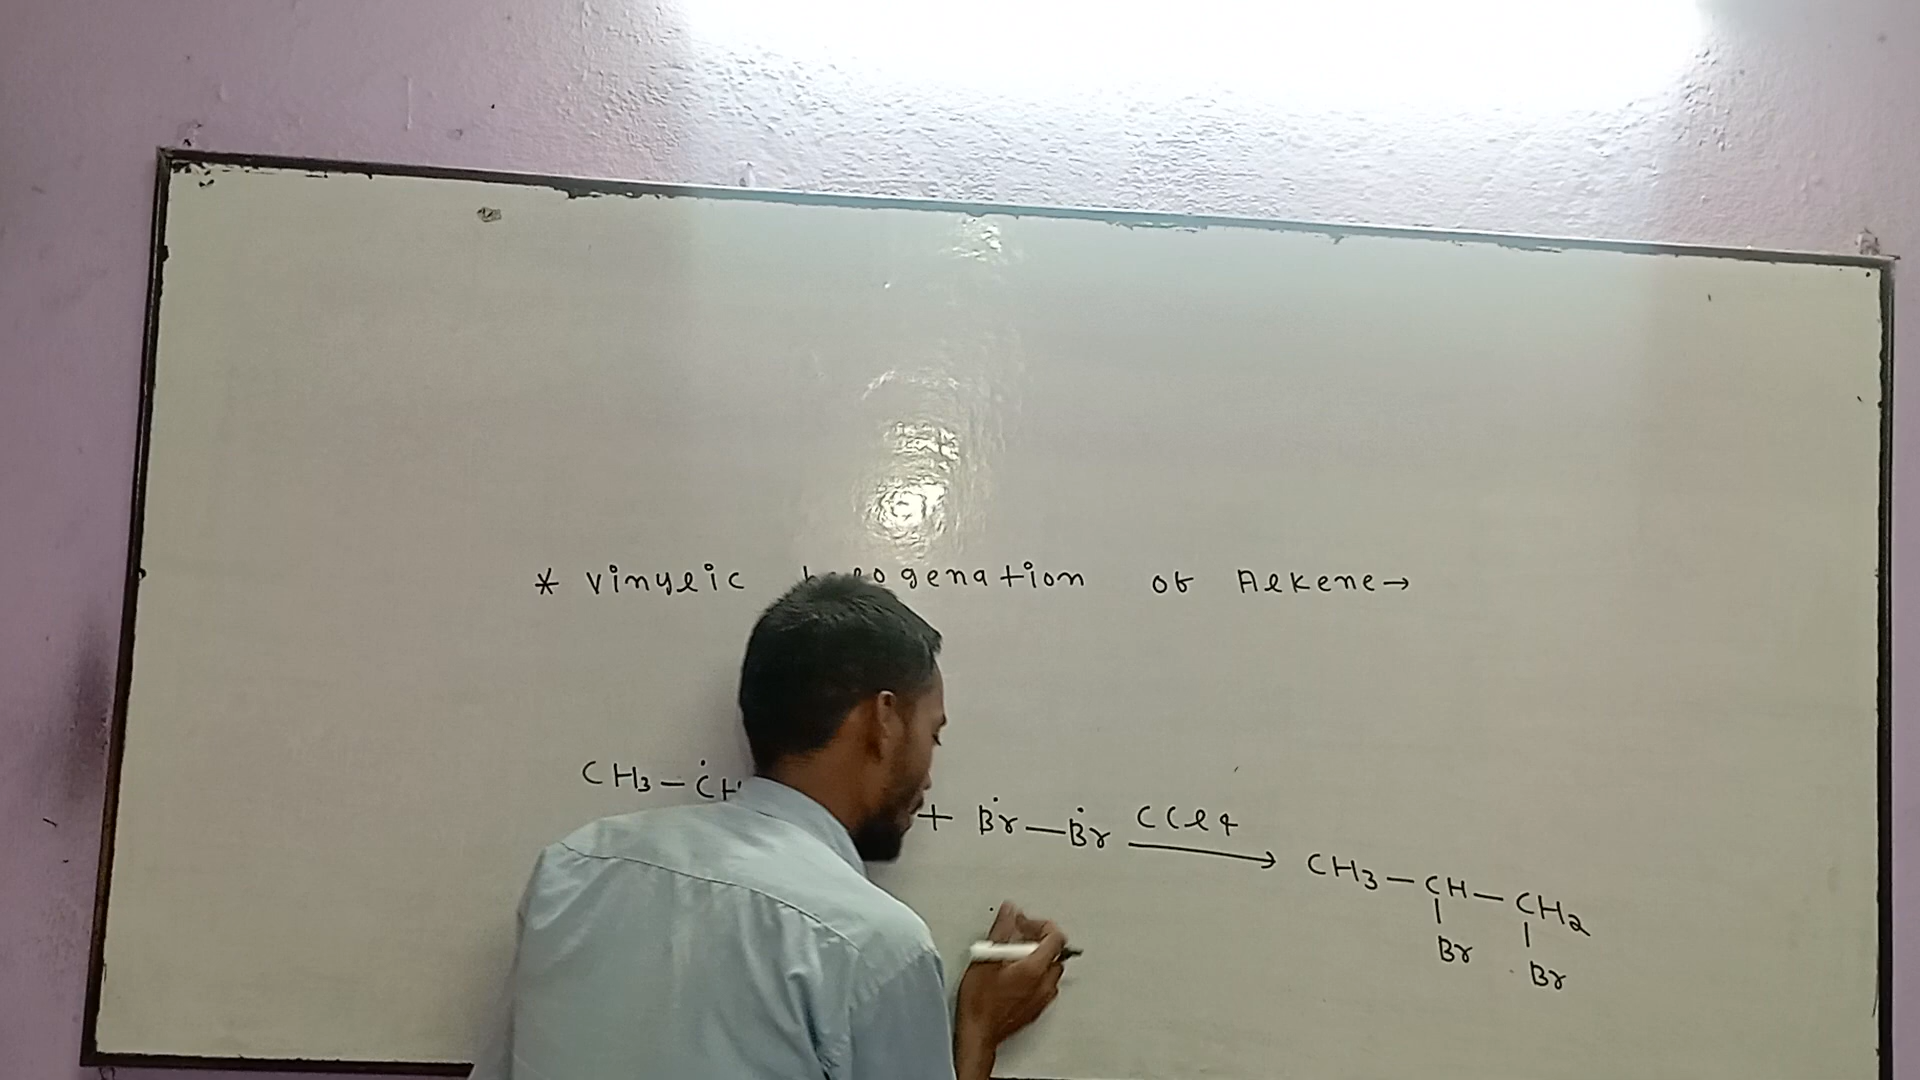 * Vinylic halogenation of Alkene→
CH3–CH + Br–Br CCl4 → CH3–CH–CH2
Br Br